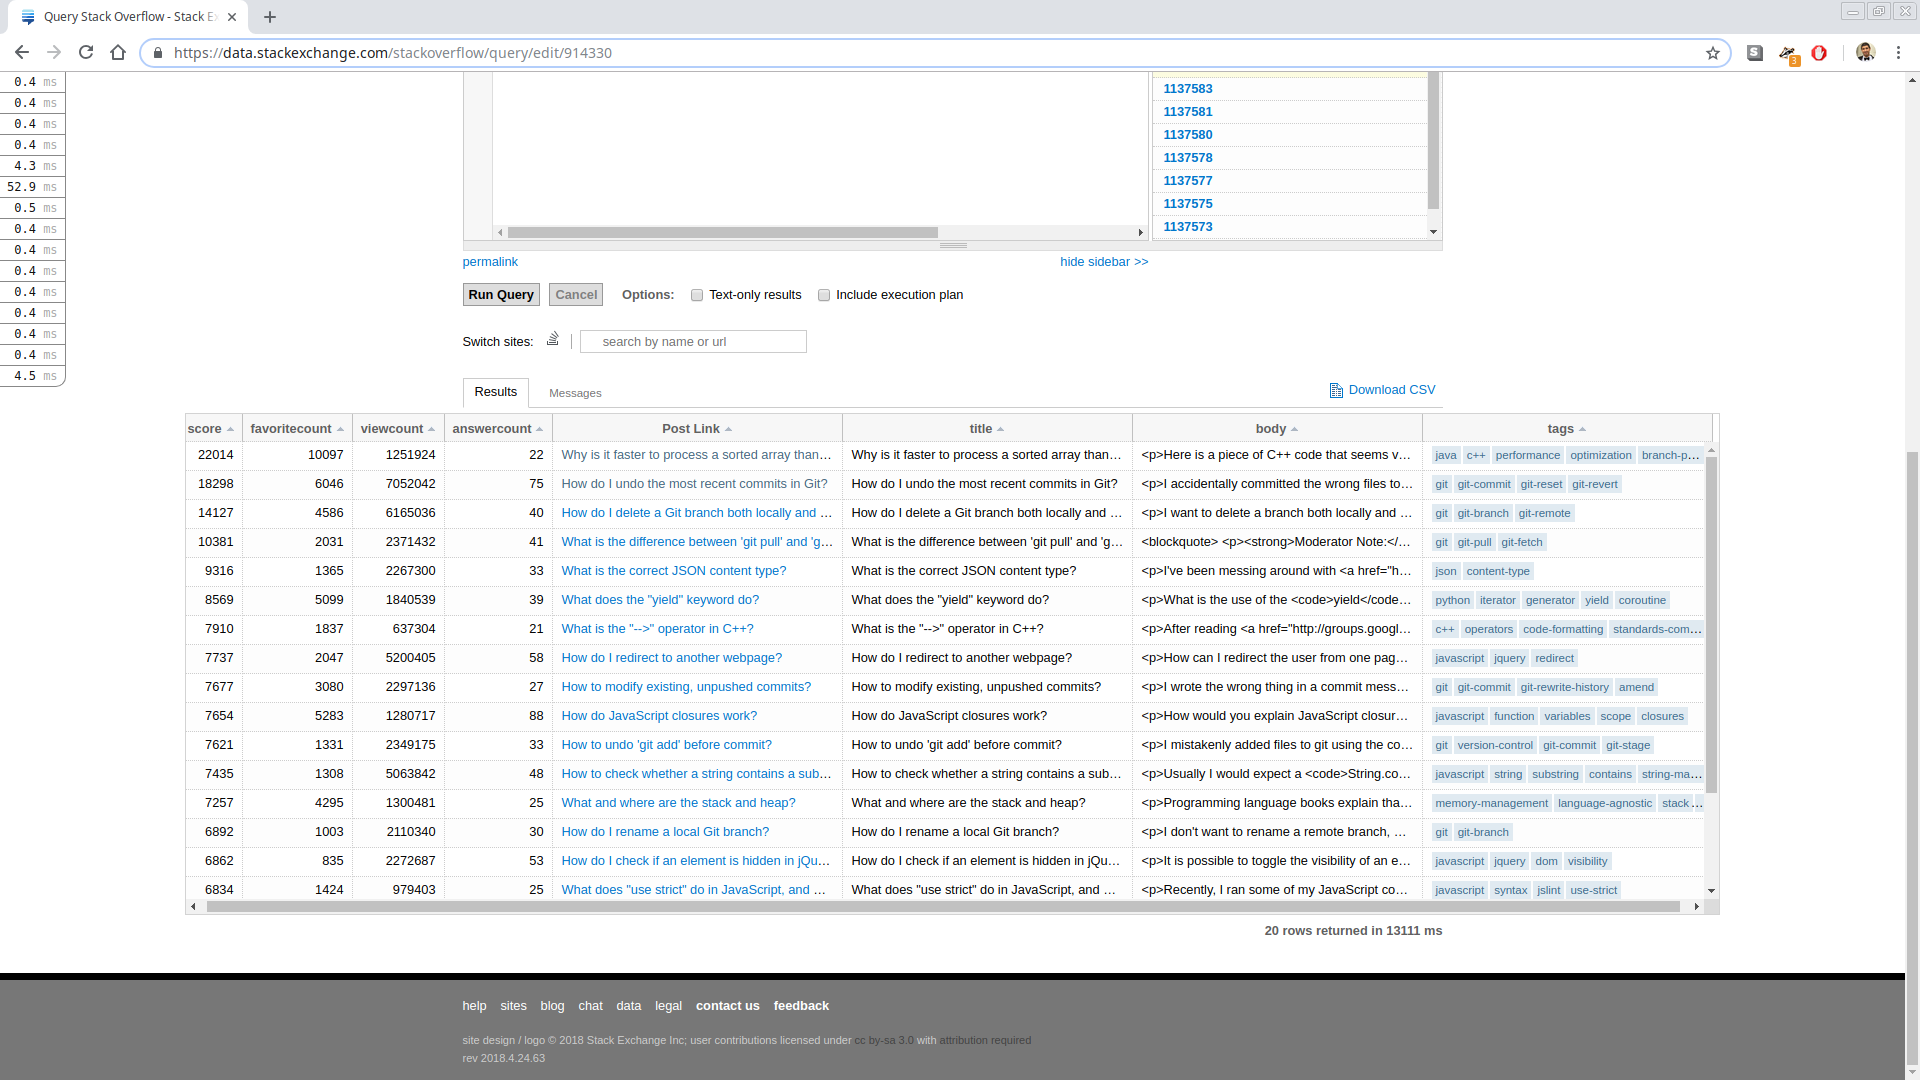 Query Stack Overflow - Stack Ex
https://data.stackexchange.com/stackoverflow/query/edit/914330
S
3
0.4 ms
0.4 ms
0.4 ms
0.4 ms
4.3 ms
52.9 ms
0.5 ms
0.4 ms
0.4 ms
0.4 ms
0.4 ms
0.4 ms
0.4 ms
0.4 ms
4.5 ms
1137583
1137581
1137580
1137578
1137577
1137575
1137573
permalink hide sidebar >>
Run Query Cancel Options: Text-only results Include execution plan
Switch sites: | search by name or url
Results Messages Download CSV
score favoritecount viewcount answercount Post Link title body tags
22014 10097 1251924 22 Why is it faster to process a sorted array than... Why is it faster to process a sorted array than... <p>Here is a piece of C++ code that seems v... java c++ performance optimization branch-p...
18298 6046 7052042 75 How do I undo the most recent commits in Git? How do I undo the most recent commits in Git? <p>I accidentally committed the wrong files to... git git-commit git-reset git-revert
14127 4586 6165036 40 How do I delete a Git branch both locally and ... How do I delete a Git branch both locally and ... <p>I want to delete a branch both locally and ... git git-branch git-remote
10381 2031 2371432 41 What is the difference between 'git pull' and 'g... What is the difference between 'git pull' and 'g... <blockquote> <p><strong>Moderator Note:</... git git-pull git-fetch
9316 1365 2267300 33 What is the correct JSON content type? What is the correct JSON content type? <p>I've been messing around with <a href="h... json content-type
8569 5099 1840539 39 What does the "yield" keyword do? What does the "yield" keyword do? <p>What is the use of the <code>yield</code... python iterator generator yield coroutine
7910 1837 637304 21 What is the "-->" operator in C++? What is the "-->" operator in C++? <p>After reading <a href="http://groups.googl... c++ operators code-formatting standards-com...
7737 2047 5200405 58 How do I redirect to another webpage? How do I redirect to another webpage? <p>How can I redirect the user from one pag... javascript jquery redirect
7677 3080 2297136 27 How to modify existing, unpushed commits? How to modify existing, unpushed commits? <p>I wrote the wrong thing in a commit mess... git git-commit git-rewrite-history amend
7654 5283 1280717 88 How do JavaScript closures work? How do JavaScript closures work? <p>How would you explain JavaScript closur... javascript function variables scope closures
7621 1331 2349175 33 How to undo 'git add' before commit? How to undo 'git add' before commit? <p>I mistakenly added files to git using the co... git version-control git-commit git-stage
7435 1308 5063842 48 How to check whether a string contains a sub... How to check whether a string contains a sub... <p>Usually I would expect a <code>String.co... javascript string substring contains string-ma...
7257 4295 1300481 25 What and where are the stack and heap? What and where are the stack and heap? <p>Programming language books explain tha... memory-management language-agnostic stack ...
6892 1003 2110340 30 How do I rename a local Git branch? How do I rename a local Git branch? <p>I don't want to rename a remote branch, ... git git-branch
6862 835 2272687 53 How do I check if an element is hidden in jQu... How do I check if an element is hidden in jQu... <p>It is possible to toggle the visibility of an e... javascript jquery dom visibility
6834 1424 979403 25 What does "use strict" do in JavaScript, and ... What does "use strict" do in JavaScript, and ... <p>Recently, I ran some of my JavaScript co... javascript syntax jslint use-strict
20 rows returned in 13111 ms
help sites blog chat data legal contact us feedback
site design / logo © 2018 Stack Exchange Inc; user contributions licensed under cc by-sa 3.0 with attribution required
rev 2018.4.24.63